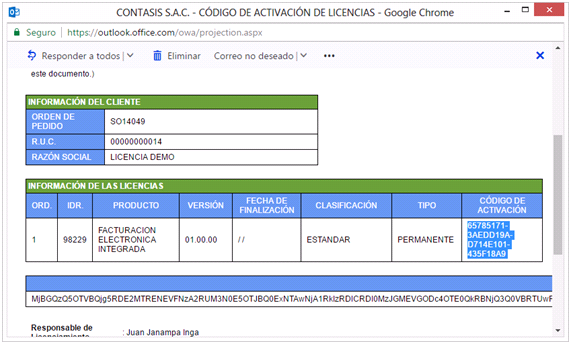 CONTASIS S.A.C. - CÓDIGO DE ACTIVACIÓN DE LICENCIAS - Google Chrome
Seguro | https://outlook.office.com/owa/projection.aspx
Responder a todos | Eliminar Correo no deseado | •••
este documento.)
INFORMACIÓN DEL CLIENTE
ORDEN DE
PEDIDO
SO14049
R.U.C. 00000000014
RAZÓN SOCIAL LICENCIA DEMO
INFORMACIÓN DE LAS LICENCIAS
ORD. IDR. PRODUCTO VERSIÓN FECHA DE FINALIZACIÓN CLASIFICACIÓN TIPO CÓDIGO DE ACTIVACIÓN
1 98229 FACTURACION ELECTRONICA INTEGRADA 01.00.00 / / ESTANDAR PERMANENTE 65785171-
3AEDD19A-
D714E101-
435F18A9
Responsable de
: Juan Janampa Inga